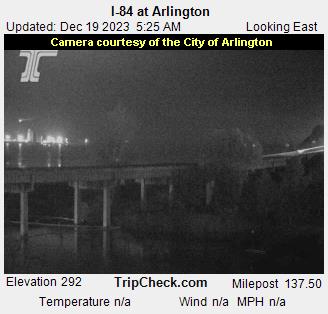 I-84 at Arlington
Updated: Dec 19 2023 5:25 AM Looking East
Camera courtesy of the City of Arlington
Elevation 292 TripCheck.com Milepost 137.50
Temperature n/a Wind n/a MPH n/a